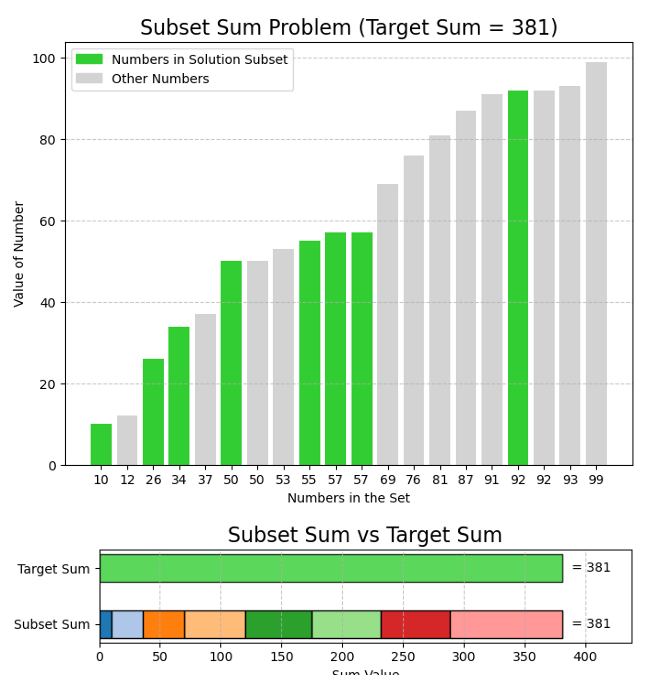 Subset Sum Problem (Target Sum = 381)
Numbers in Solution Subset
Other Numbers
100
80
60
40
20
0
Value of Number
10 12 26 34 37 50 50 53 55 57 57 69 76 81 87 91 92 92 93 99
Numbers in the Set
Subset Sum vs Target Sum
Target Sum = 381
Subset Sum = 381
0 50 100 150 200 250 300 350 400
Sum Value